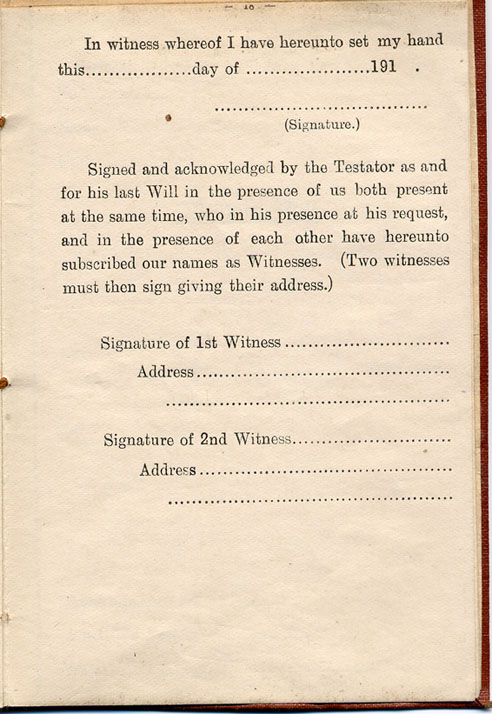 In witness whereof I have hereunto set my hand
this..................day of .....................191 .
....................................
(Signature.)
Signed and acknowledged by the Testator as and
for his last Will in the presence of us both present
at the same time, who in his presence at his request,
and in the presence of each other have hereunto
subscribed our names as Witnesses. (Two witnesses
must then sign giving their address.)
Signature of 1st Witness............................
Address...........................................
................................................
Signature of 2nd Witness...........................
Address...........................................
................................................